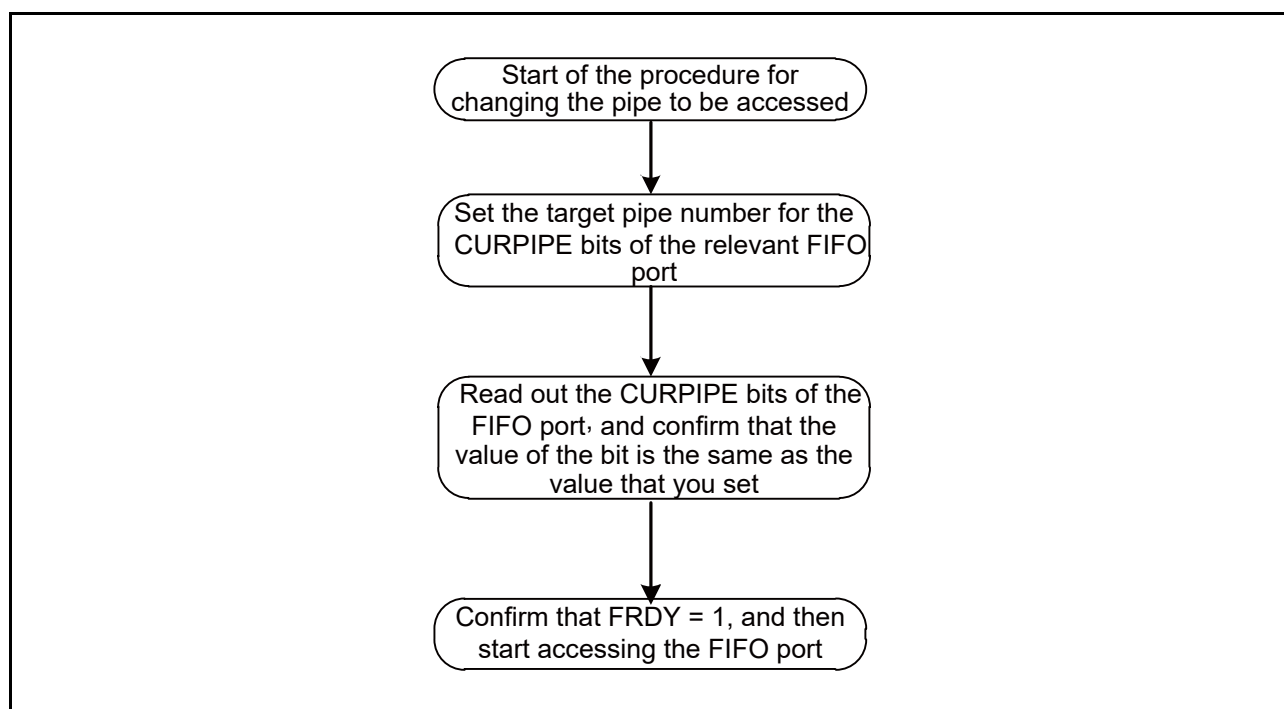 Start of the procedure for
changing the pipe to be accessed
Set the target pipe number for the
CURPIPE bits of the relevant FIFO
port
Read out the CURPIPE bits of the
FIFO port, and confirm that the
value of the bit is the same as the
value that you set
Confirm that FRDY = 1, and then
start accessing the FIFO port